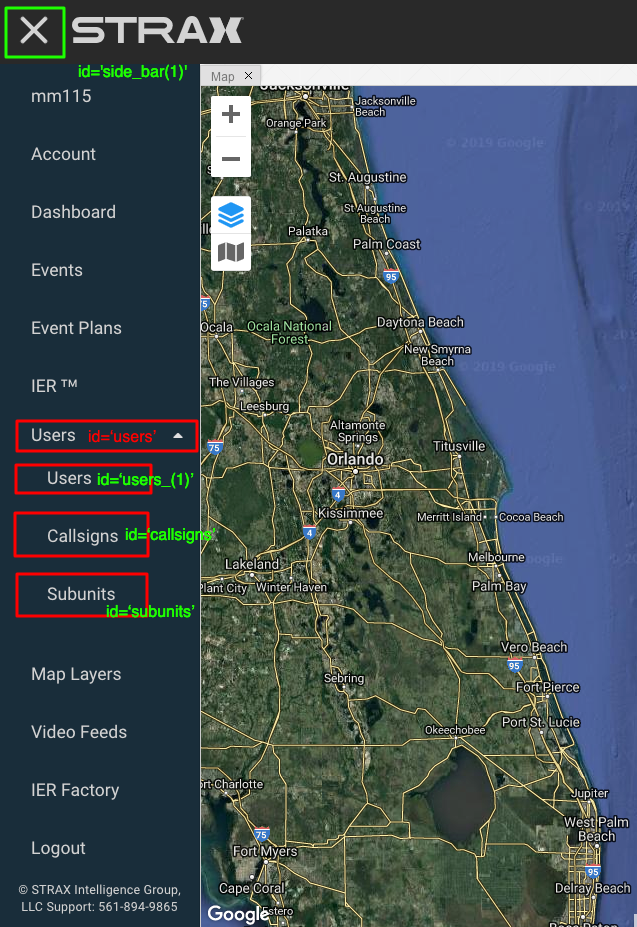 STRAX
id='side_bar(1)'
Map
mm115
Account
Dashboard
Events
Event Plans
IER ™
Users id='users'
Users id='users_(1)'
Callsigns id='callsigns'
Subunits
id='subunits'
Map Layers
Video Feeds
IER Factory
Logout
© STRAX Intelligence Group,
LLC Support: 561-894-9865
Jacksonville
Jacksonville
Beach
Orange Park
© 2019 Google
St. Augustine
St Augustine
Beach
Palatka
Palm Coast
95
Ocala
Ocala National
Forest
Daytona Beach
New Smyrna
Beach
© 2019 Google
The Villages
Leesburg
Altamonte
Springs
75
Titusville
Orlando
4
Kissimmee
Merritt Island
Cocoa Beach
4
Melbourne
Lakeland
Plant City
Winter Haven
Palm Bay
Vero Beach
95
Sebring
Fort Pierce
Port St. Lucie
Okeechobee
ort Charlotte
Jupiter
75
West Palm
Beach
Fort Myers
95
Cape Coral
Delray Beach
Google
Estero
Boca Raton